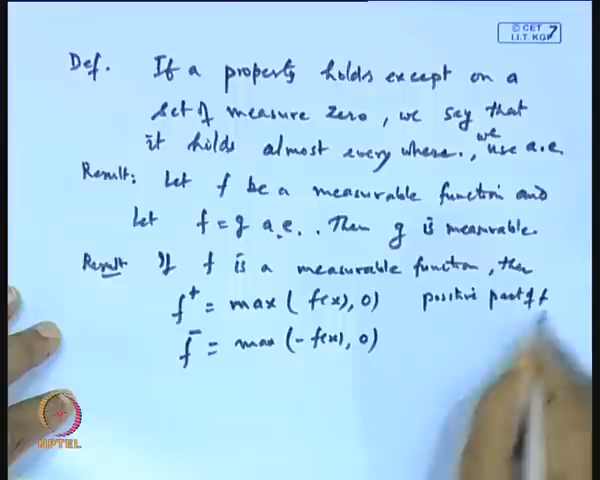 © CET
I.I.T. KGP 7
Def. If a property holds except on a
set of measure zero, we say that
it holds almost everywhere., we use a.e.
Result: Let f be a measurable function and
let f = g a.e.. Then g is measurable.
Result If f is a measurable function, then
f⁺ = max ( f(x), 0) positive part of f
f⁻ = max (- f(x), 0)
NPTEL